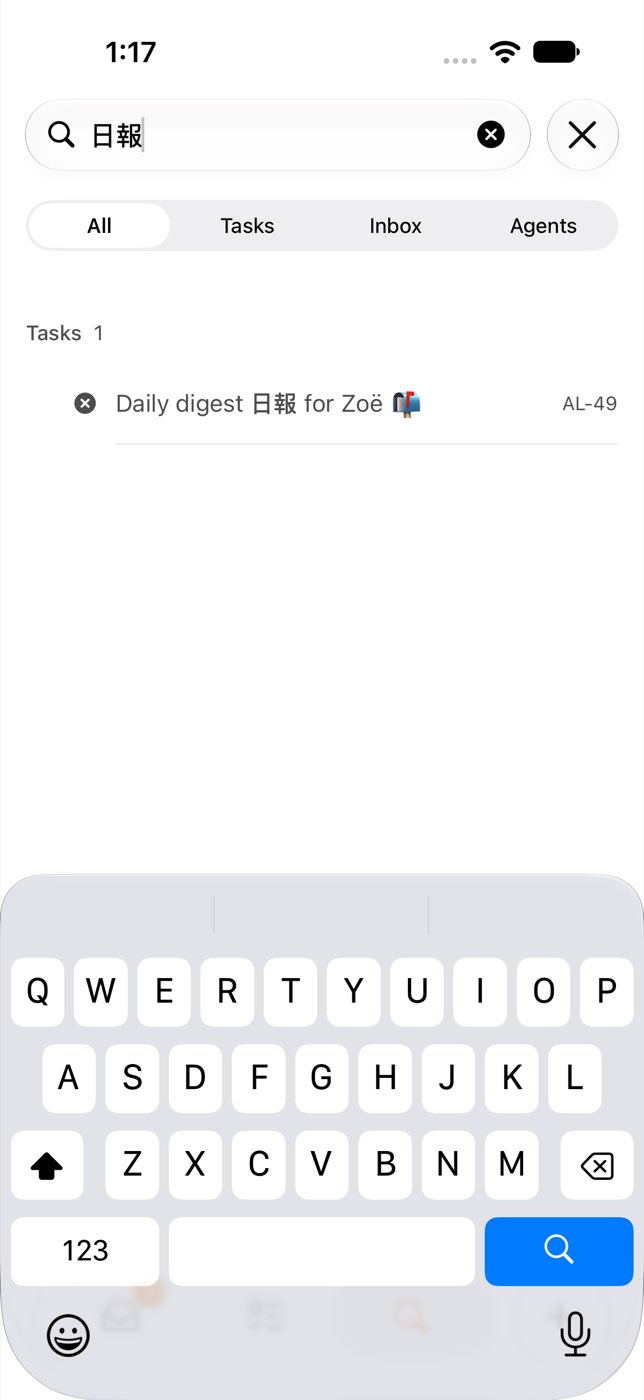 1:17
日報
All Tasks Inbox Agents
Tasks 1
Daily digest 日報 for Zoë 📬 AL-49
Q W E R T Y U I O P
A S D F G H J K L
Z X C V B N M
123